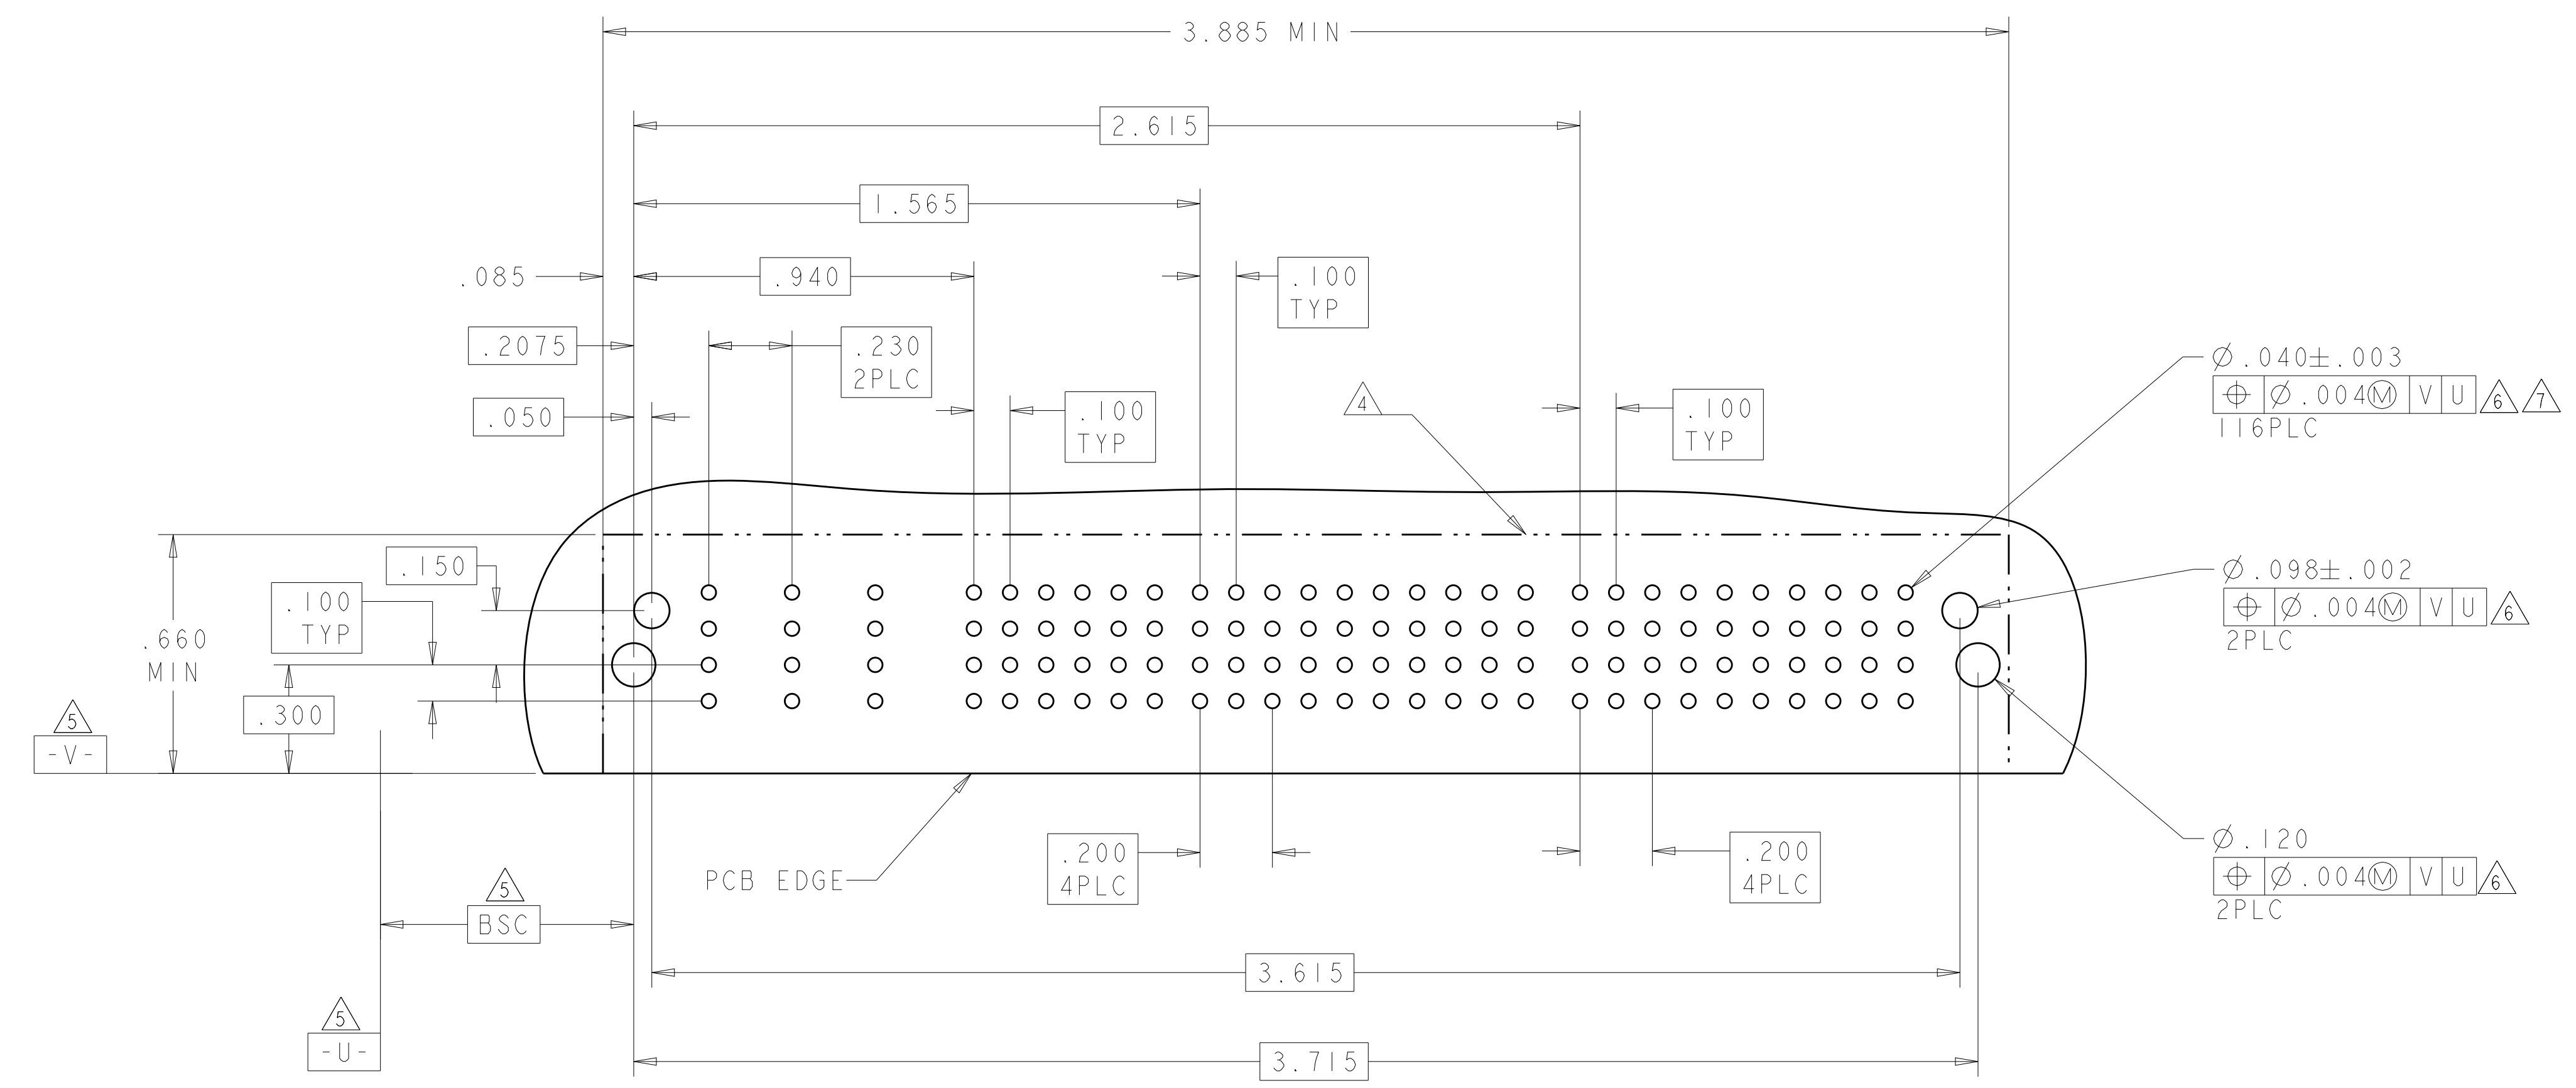 3.885 MIN
2.615
1.565
.085
.940
.100
TYP
.2075
.230
2PLC
.050
.100
TYP
4
.100
TYP
Ø.040±.003
⌖ Ø.004Ⓜ V U 6 7
116PLC
.150
.100
TYP
.660
MIN
.300
5
-V-
Ø.098±.002
⌖ Ø.004Ⓜ V U 6
2PLC
Ø.120
⌖ Ø.004Ⓜ V U 6
2PLC
PCB EDGE
.200
4PLC
.200
4PLC
5
BSC
3.615
5
-U-
3.715